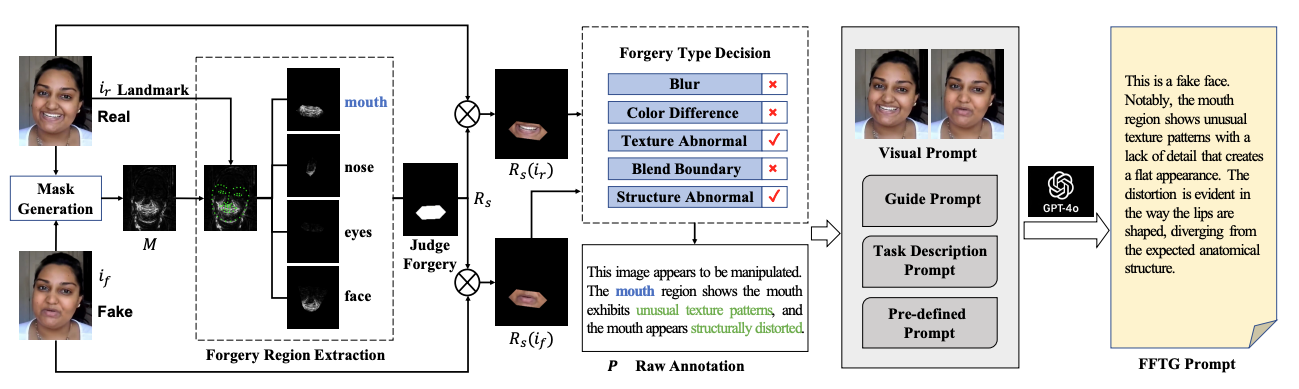 i_r Landmark
Real
Mask
Generation
M
i_f
Fake
mouth
nose
eyes
face
Forgery Region Extraction
Judge
Forgery
R_s
R_s(i_r)
R_s(i_f)
Forgery Type Decision
Blur ✗
Color Difference ✗
Texture Abnormal ✓
Blend Boundary ✗
Structure Abnormal ✓
This image appears to be manipulated.
The mouth region shows the mouth
exhibits unusual texture patterns, and
the mouth appears structurally distorted.
P Raw Annotation
Visual Prompt
Guide Prompt
Task Description
Prompt
Pre-defined
Prompt
GPT-4o
This is a fake face.
Notably, the mouth
region shows unusual
texture patterns with a
lack of detail that creates
a flat appearance. The
distortion is evident in
the way the lips are
shaped, diverging from
the expected anatomical
structure.
FFTG Prompt